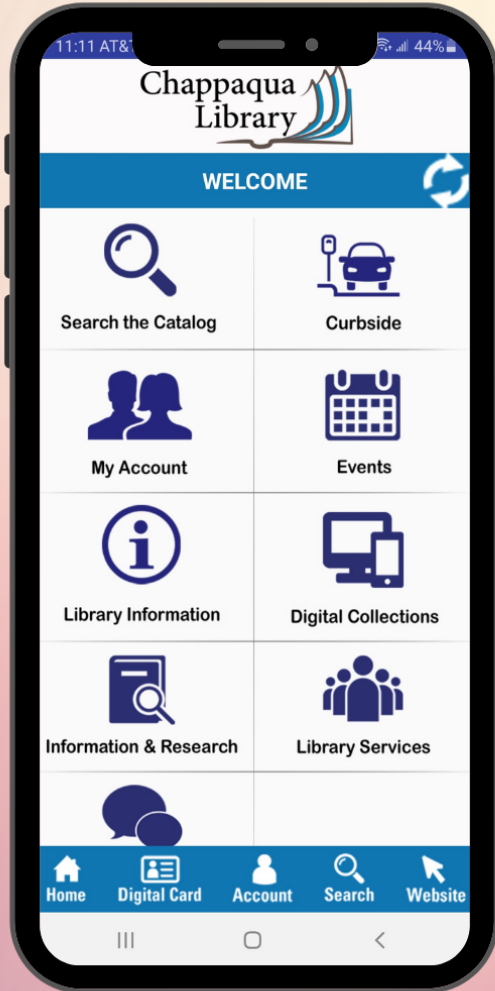 11:11 AT&T
44%
Chappaqua
Library
WELCOME
Search the Catalog
Curbside
My Account
Events
Library Information
Digital Collections
Information & Research
Library Services
Home
Digital Card
Account
Search
Website